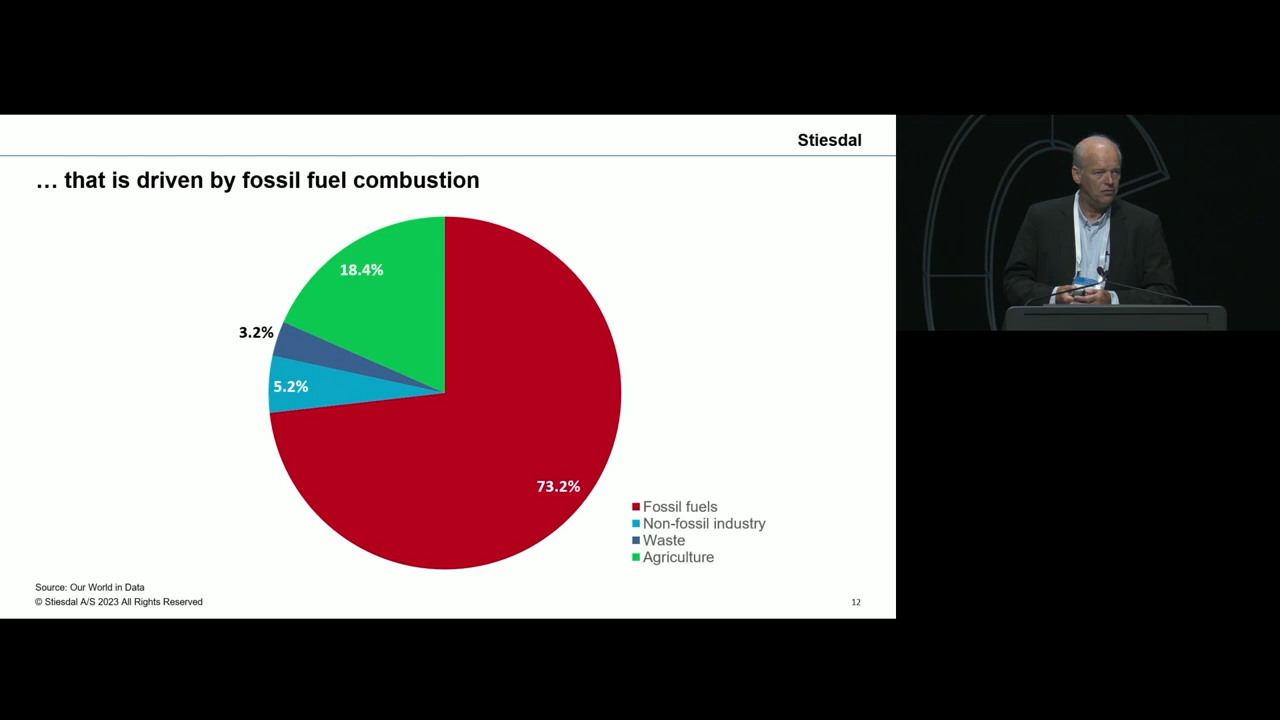 Stiesdal
… that is driven by fossil fuel combustion
18.4%
3.2%
5.2%
73.2%
Fossil fuels
Non-fossil industry
Waste
Agriculture
Source: Our World in Data
© Stiesdal A/S 2023 All Rights Reserved
12